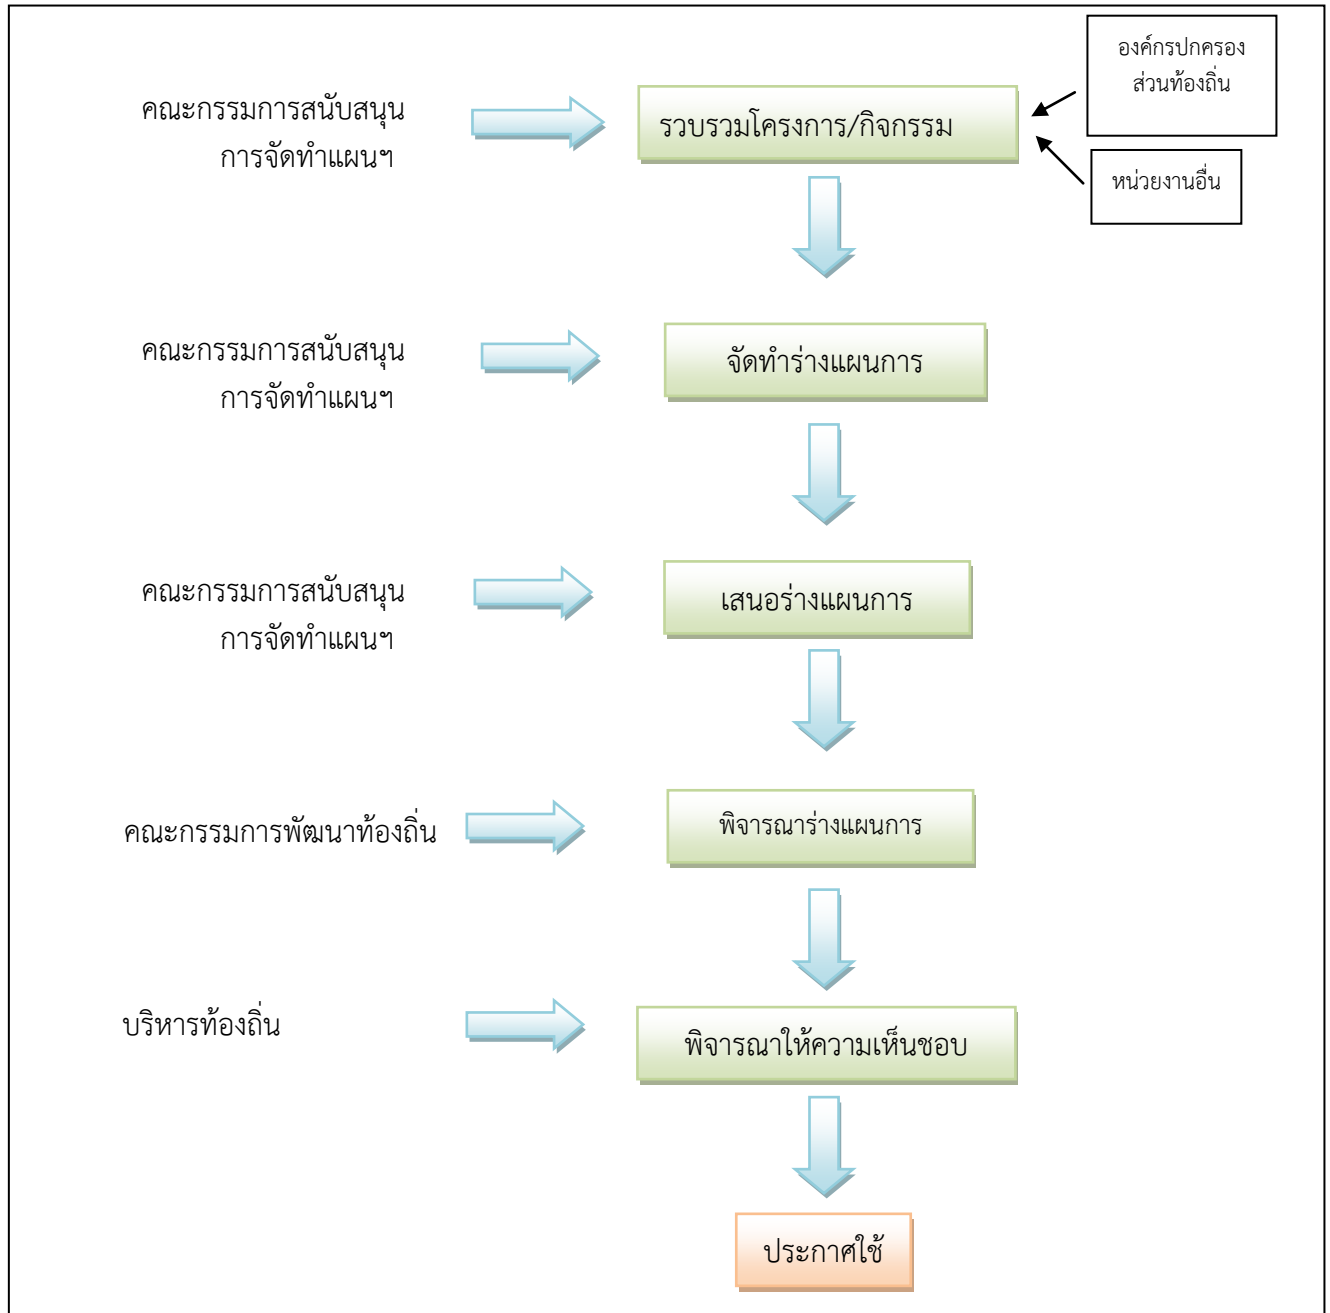 องค์กรปกครอง
ส่วนท้องถิ่น
คณะกรรมการสนับสนุน
การจัดทำแผนฯ
รวบรวมโครงการ/กิจกรรม
หน่วยงานอื่น
คณะกรรมการสนับสนุน
การจัดทำแผนฯ
จัดทำร่างแผนการ
คณะกรรมการสนับสนุน
การจัดทำแผนฯ
เสนอร่างแผนการ
คณะกรรมการพัฒนาท้องถิ่น
พิจารณาร่างแผนการ
บริหารท้องถิ่น
พิจารณาให้ความเห็นชอบ
ประกาศใช้